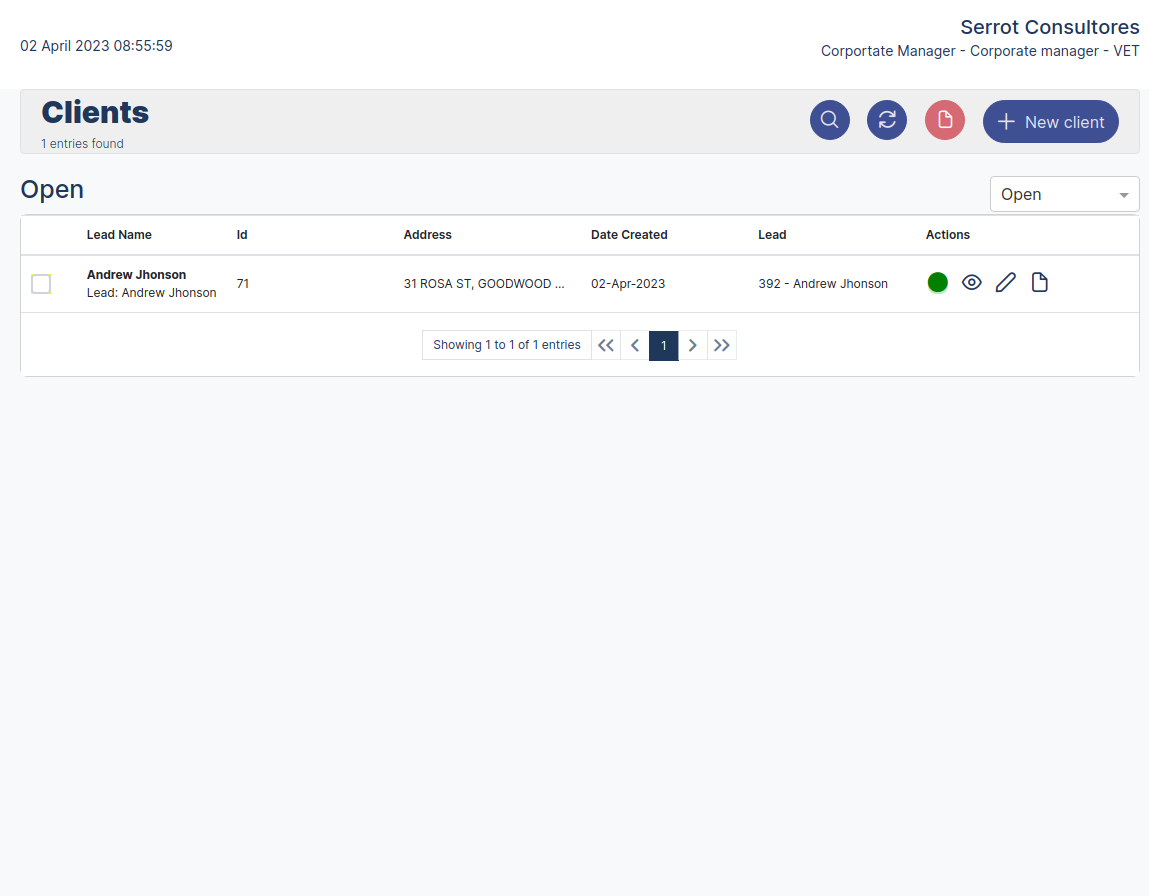 Serrot Consultores
02 April 2023 08:55:59
Corportate Manager - Corporate manager - VET
Clients
1 entries found
New client
Open
Open
Lead Name Id Address Date Created Lead Actions
Andrew Jhonson
Lead: Andrew Jhonson
71 31 ROSA ST, GOODWOOD ... 02-Apr-2023 392 - Andrew Jhonson
Showing 1 to 1 of 1 entries 1